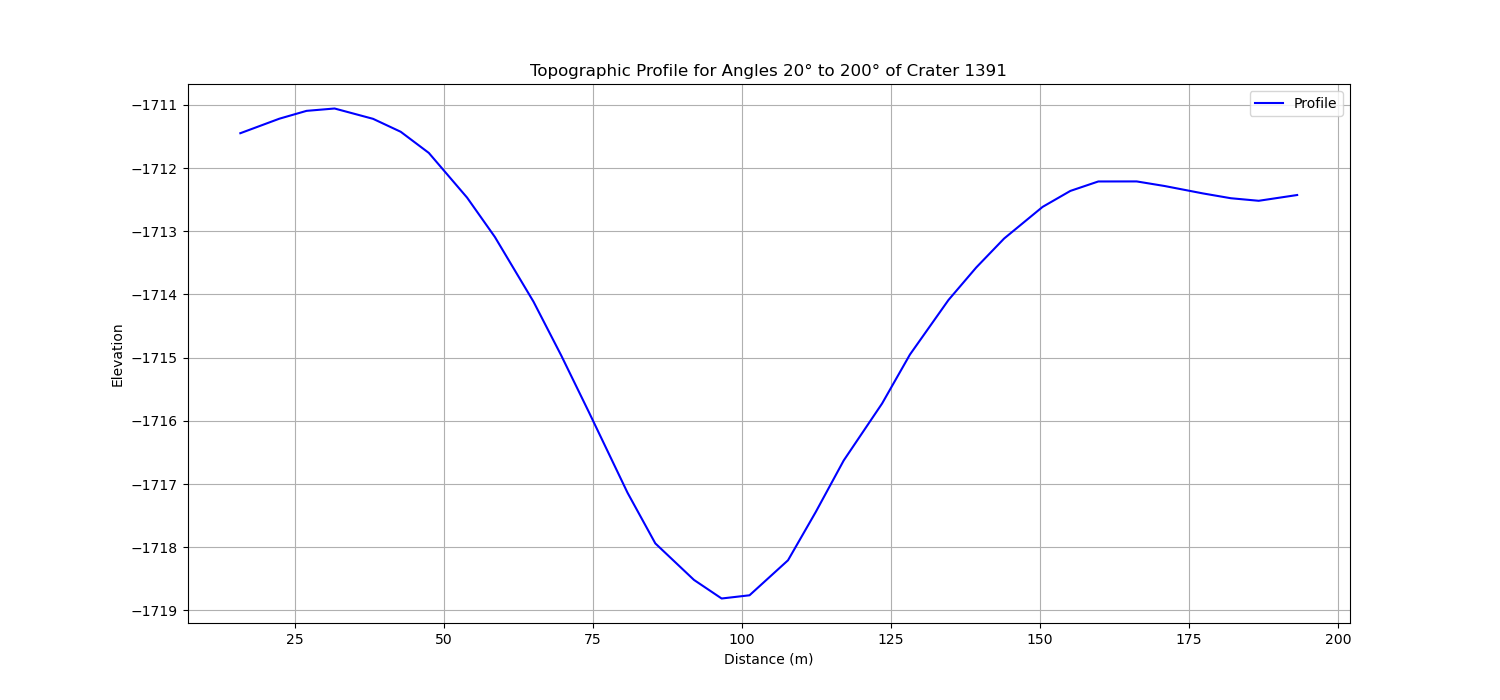 Topographic Profile for Angles 20° to 200° of Crater 1391
Profile
−1711
−1712
−1713
−1714
−1715
−1716
−1717
−1718
−1719
Elevation
25 50 75 100 125 150 175 200
Distance (m)